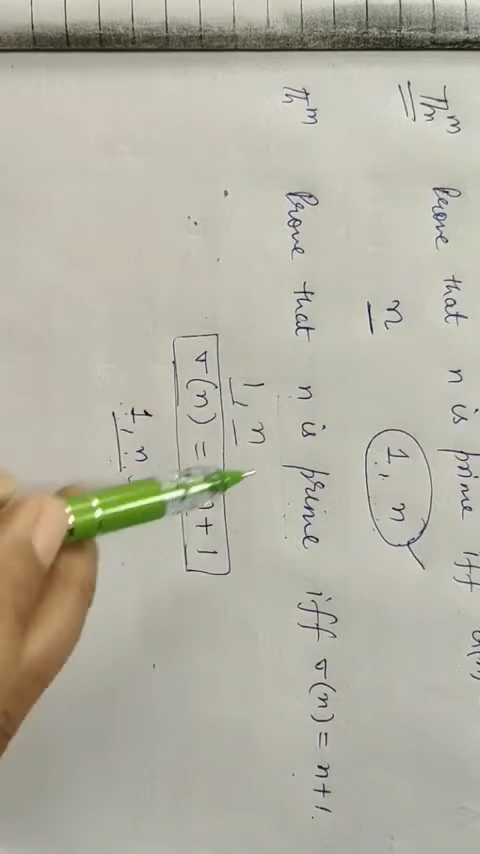 Thm Prove that n is prime iff d(n)
n 1, n
Thm Prove that n is prime iff σ(n) = n+1.
1, n
σ(n) = n+1
1, n